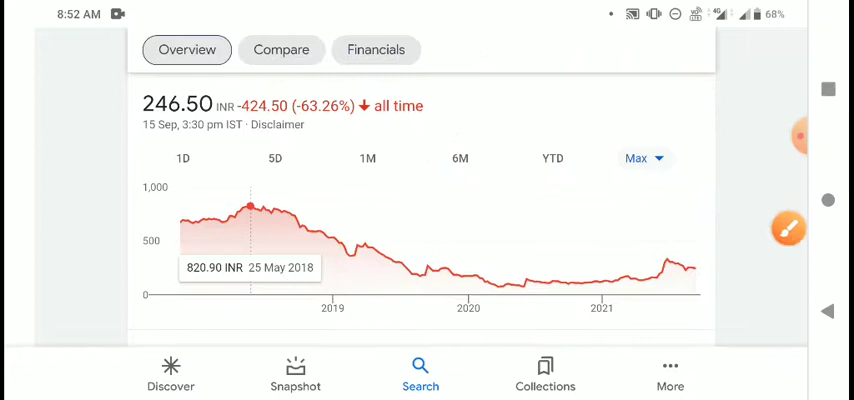 8:52 AM
4G
68%
Overview Compare Financials
246.50 INR -424.50 (-63.26%) all time
15 Sep, 3:30 pm IST · Disclaimer
1D 5D 1M 6M YTD Max
1,000
500
820.90 INR 25 May 2018
0
2019 2020 2021
Discover Snapshot Search Collections More